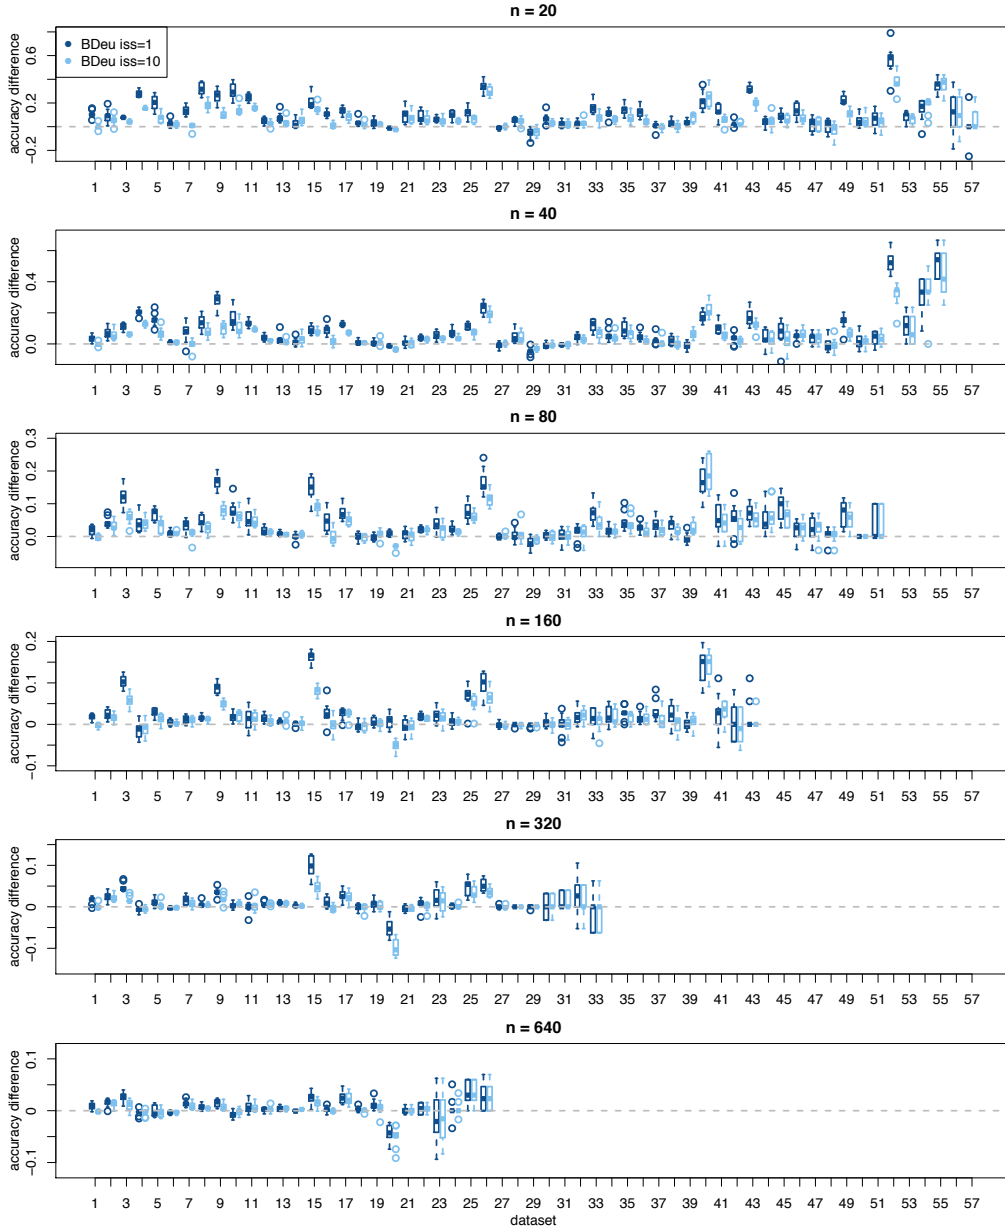 n = 20
accuracy difference
−0.2 0.2 0.6
BDeu iss=1
BDeu iss=10
1 3 5 7 9 11 13 15 17 19 21 23 25 27 29 31 33 35 37 39 41 43 45 47 49 51 53 55 57
n = 40
accuracy difference
0.0 0.4
1 3 5 7 9 11 13 15 17 19 21 23 25 27 29 31 33 35 37 39 41 43 45 47 49 51 53 55 57
n = 80
accuracy difference
0.0 0.1 0.2 0.3
1 3 5 7 9 11 13 15 17 19 21 23 25 27 29 31 33 35 37 39 41 43 45 47 49 51 53 55 57
n = 160
accuracy difference
−0.1 0 0.1 0.2
1 3 5 7 9 11 13 15 17 19 21 23 25 27 29 31 33 35 37 39 41 43 45 47 49 51 53 55 57
n = 320
accuracy difference
−0.1 0 0.1
1 3 5 7 9 11 13 15 17 19 21 23 25 27 29 31 33 35 37 39 41 43 45 47 49 51 53 55 57
n = 640
accuracy difference
−0.1 0 0.1
1 3 5 7 9 11 13 15 17 19 21 23 25 27 29 31 33 35 37 39 41 43 45 47 49 51 53 55 57
dataset